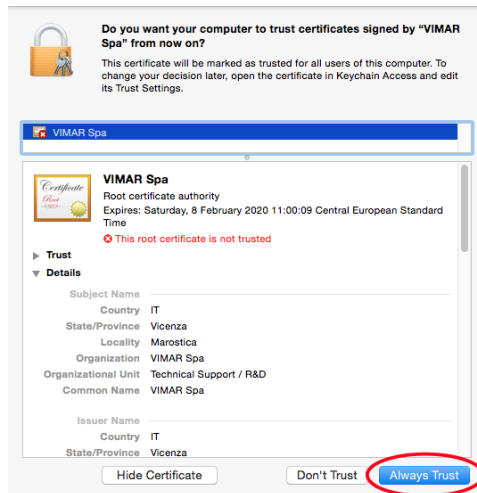 Do you want your computer to trust certificates signed by “VIMAR
Spa” from now on?
This certificate will be marked as trusted for all users of this computer. To
change your decision later, open the certificate in Keychain Access and edit
its Trust Settings.
VIMAR Spa
Certificate
Root
VIMAR Spa
Root certificate authority
Expires: Saturday, 8 February 2020 11:00:09 Central European Standard
Time
This root certificate is not trusted
Trust
Details
Subject Name
Country IT
State/Province Vicenza
Locality Marostica
Organization VIMAR Spa
Organizational Unit Technical Support / R&D
Common Name VIMAR Spa
Issuer Name
Country IT
State/Province Vicenza
Hide Certificate Don't Trust Always Trust